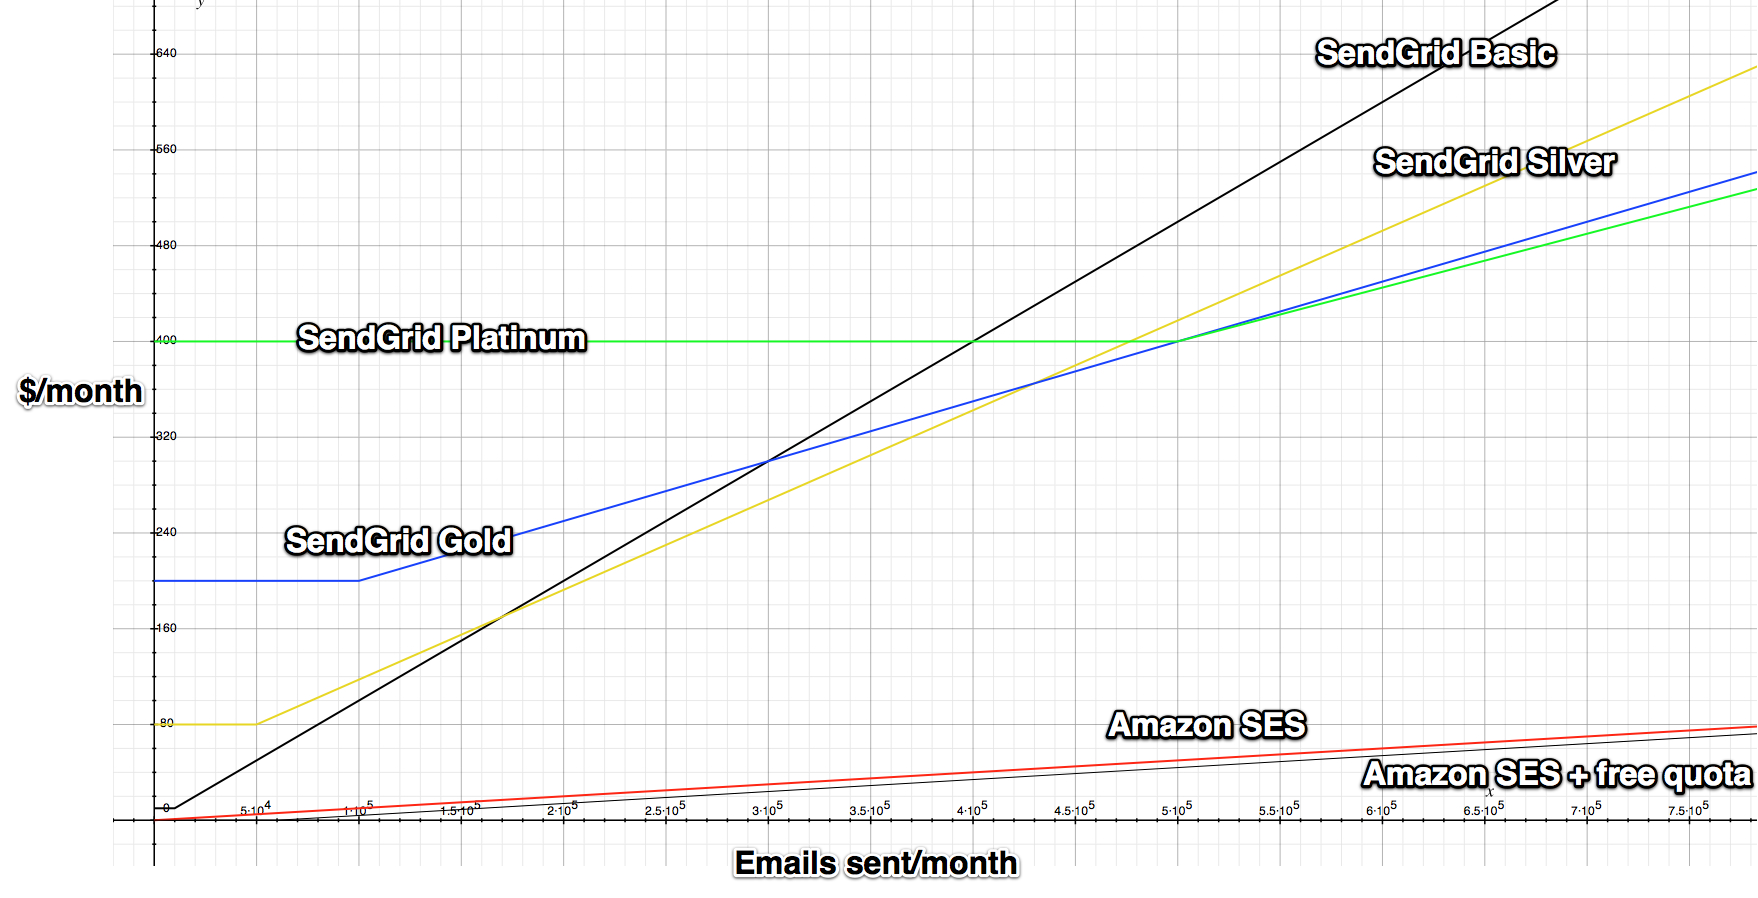 y
640
SendGrid Basic
560
SendGrid Silver
480
400
SendGrid Platinum
$/month
320
240
SendGrid Gold
160
80
Amazon SES
Amazon SES + free quota
x
0
5·10⁴ 1·10⁵ 1.5·10⁵ 2·10⁵ 2.5·10⁵ 3·10⁵ 3.5·10⁵ 4·10⁵ 4.5·10⁵ 5·10⁵ 5.5·10⁵ 6·10⁵ 6.5·10⁵ 7·10⁵ 7.5·10⁵
Emails sent/month